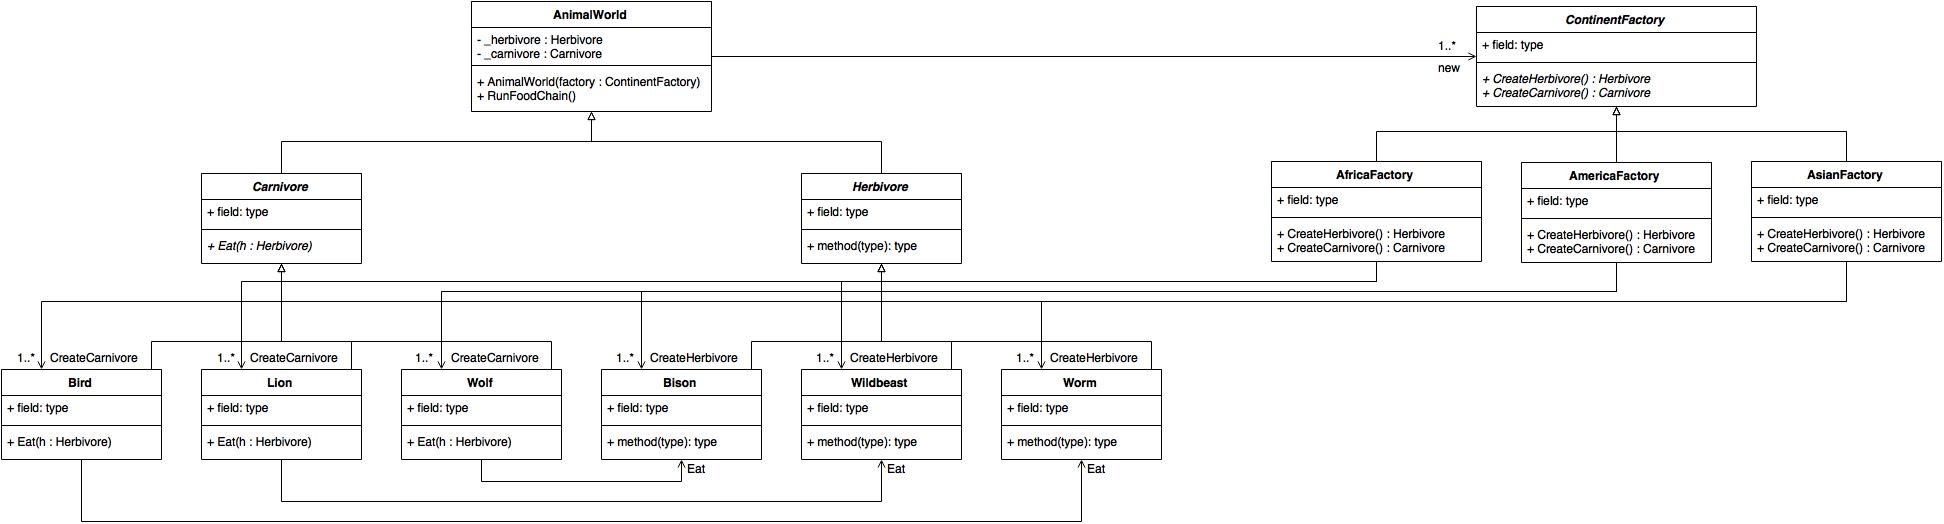 AnimalWorld
- _herbivore : Herbivore
- _carnivore : Carnivore
+ AnimalWorld(factory : ContinentFactory)
+ RunFoodChain()
1..*
new
ContinentFactory
+ field: type
+ CreateHerbivore() : Herbivore
+ CreateCarnivore() : Carnivore
Carnivore
+ field: type
+ Eat(h : Herbivore)
Herbivore
+ field: type
+ method(type): type
AfricaFactory
+ field: type
+ CreateHerbivore() : Herbivore
+ CreateCarnivore() : Carnivore
AmericaFactory
+ field: type
+ CreateHerbivore() : Herbivore
+ CreateCarnivore() : Carnivore
AsianFactory
+ field: type
+ CreateHerbivore() : Herbivore
+ CreateCarnivore() : Carnivore
1..* CreateCarnivore
Bird
+ field: type
+ Eat(h : Herbivore)
1..* CreateCarnivore
Lion
+ field: type
+ Eat(h : Herbivore)
1..* CreateCarnivore
Wolf
+ field: type
+ Eat(h : Herbivore)
1..* CreateHerbivore
Bison
+ field: type
+ method(type): type
Eat
1..* CreateHerbivore
Wildbeast
+ field: type
+ method(type): type
Eat
1..* CreateHerbivore
Worm
+ field: type
+ method(type): type
Eat